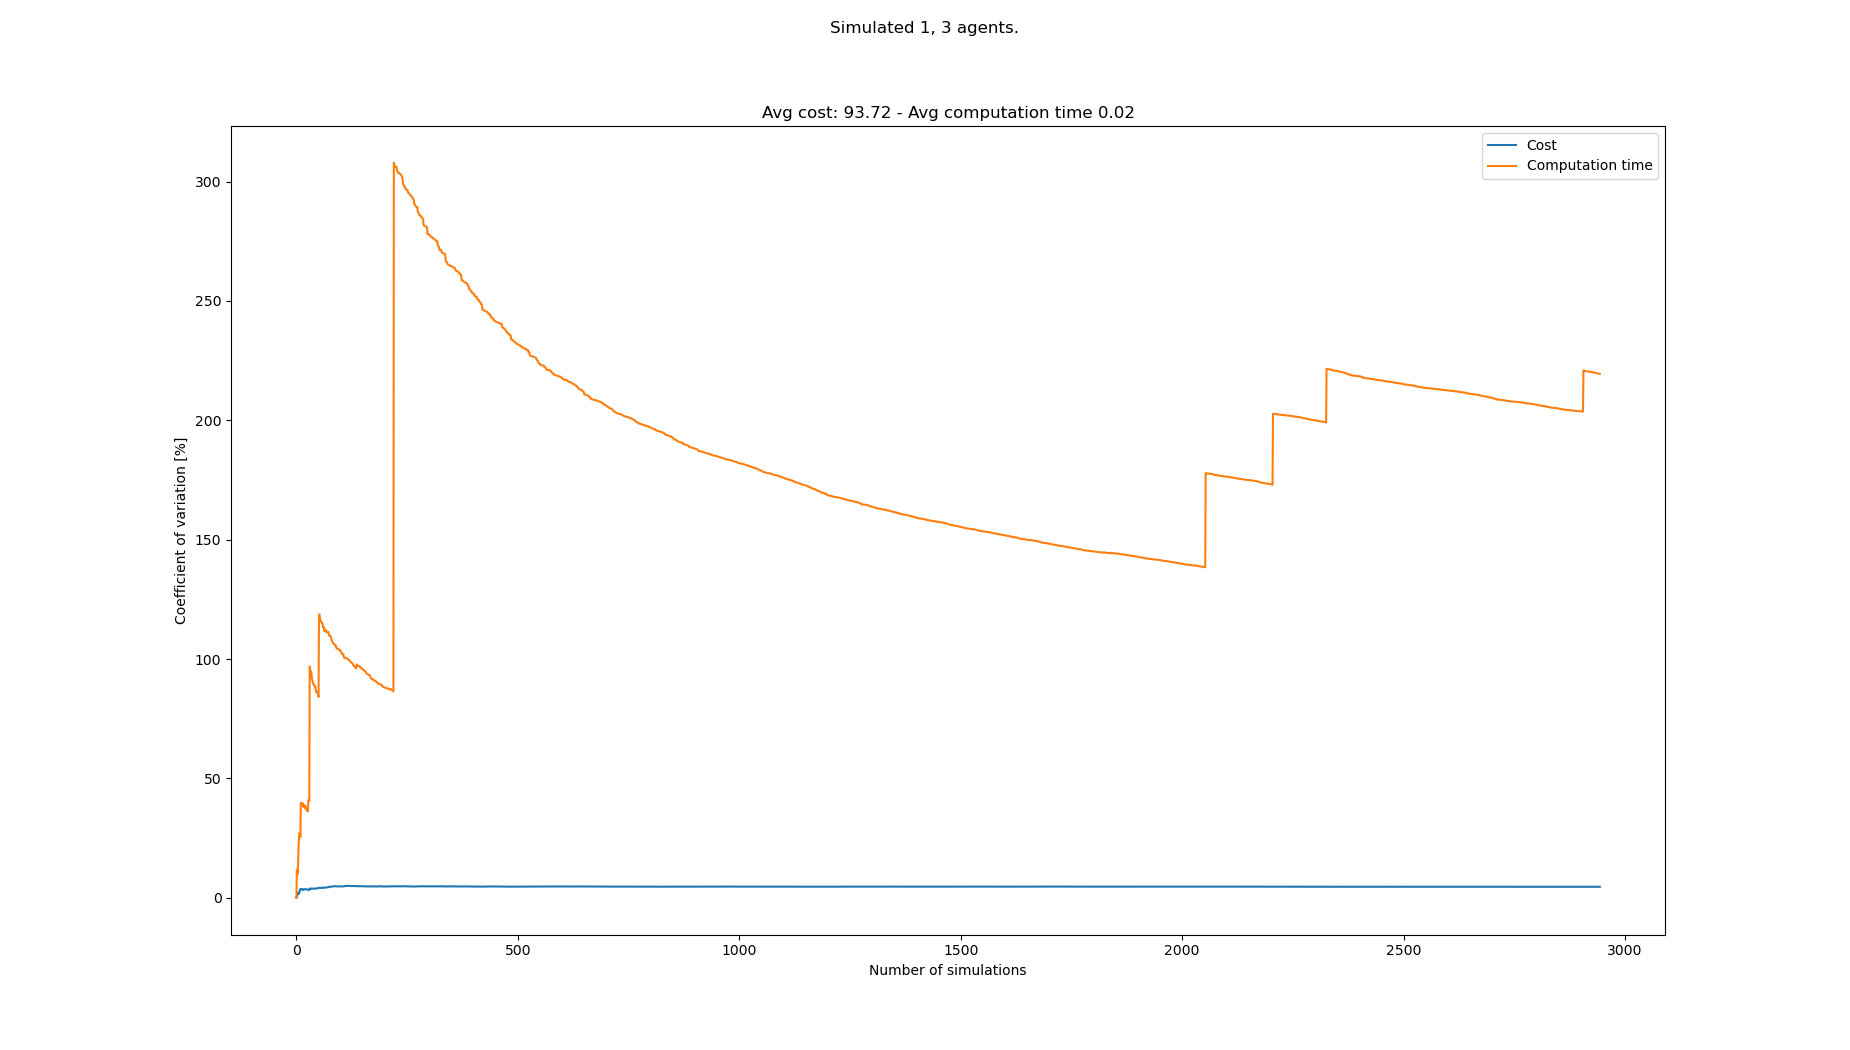 Simulated 1, 3 agents.
Avg cost: 93.72 - Avg computation time 0.02
Cost
Computation time
300
250
200
150
100
50
0
Coefficient of variation [%]
0
500
1000
1500
2000
2500
3000
Number of simulations